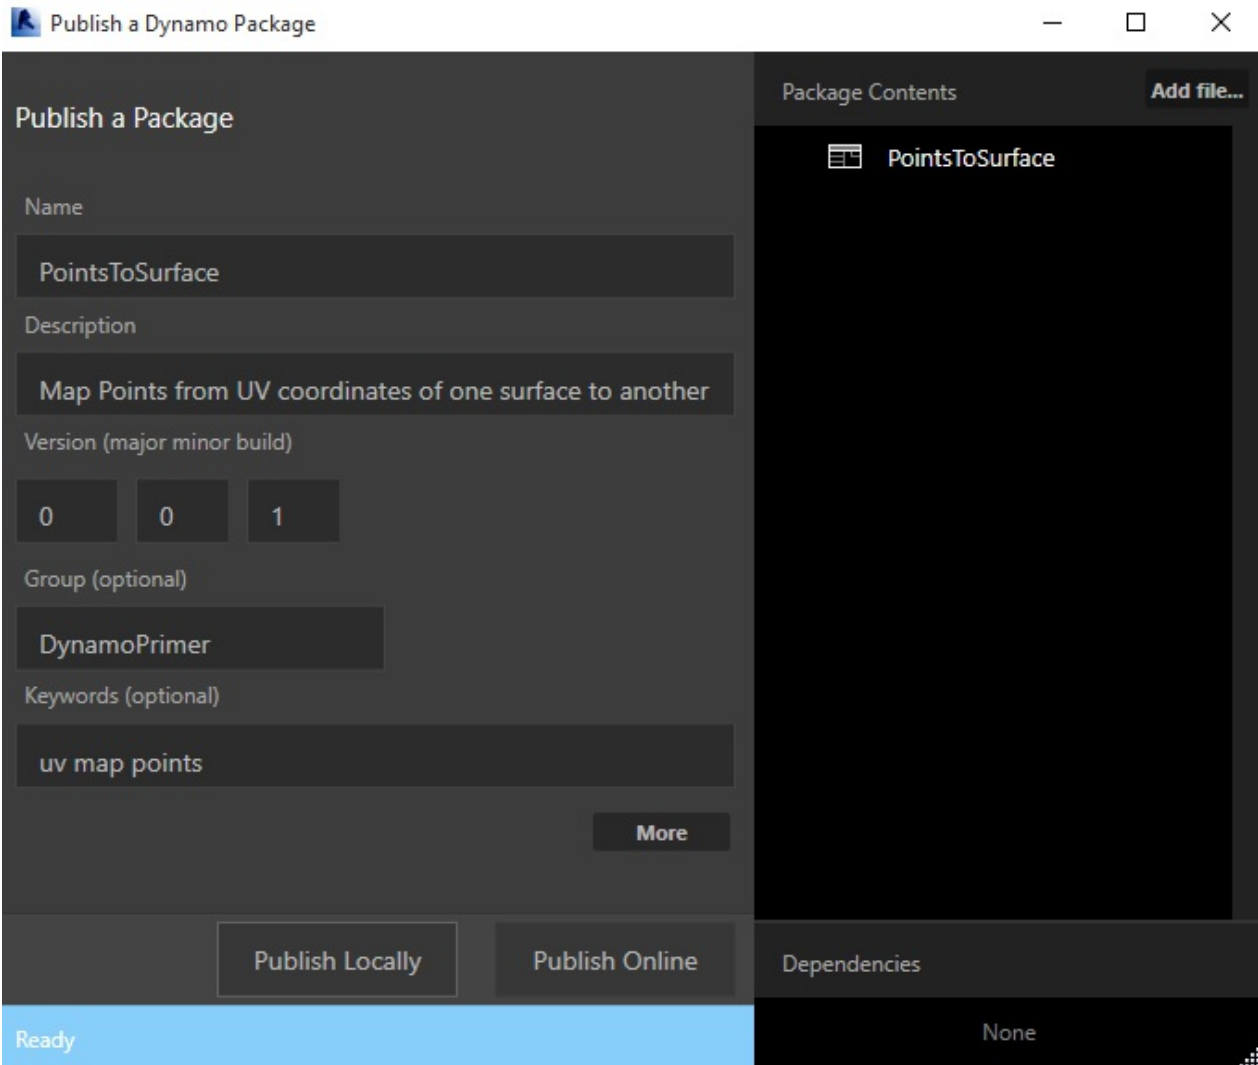 Publish a Dynamo Package
Publish a Package
Name
PointsToSurface
Description
Map Points from UV coordinates of one surface to another
Version (major minor build)
0 0 1
Group (optional)
DynamoPrimer
Keywords (optional)
uv map points
More
Publish Locally Publish Online
Ready
Package Contents Add file...
PointsToSurface
Dependencies
None